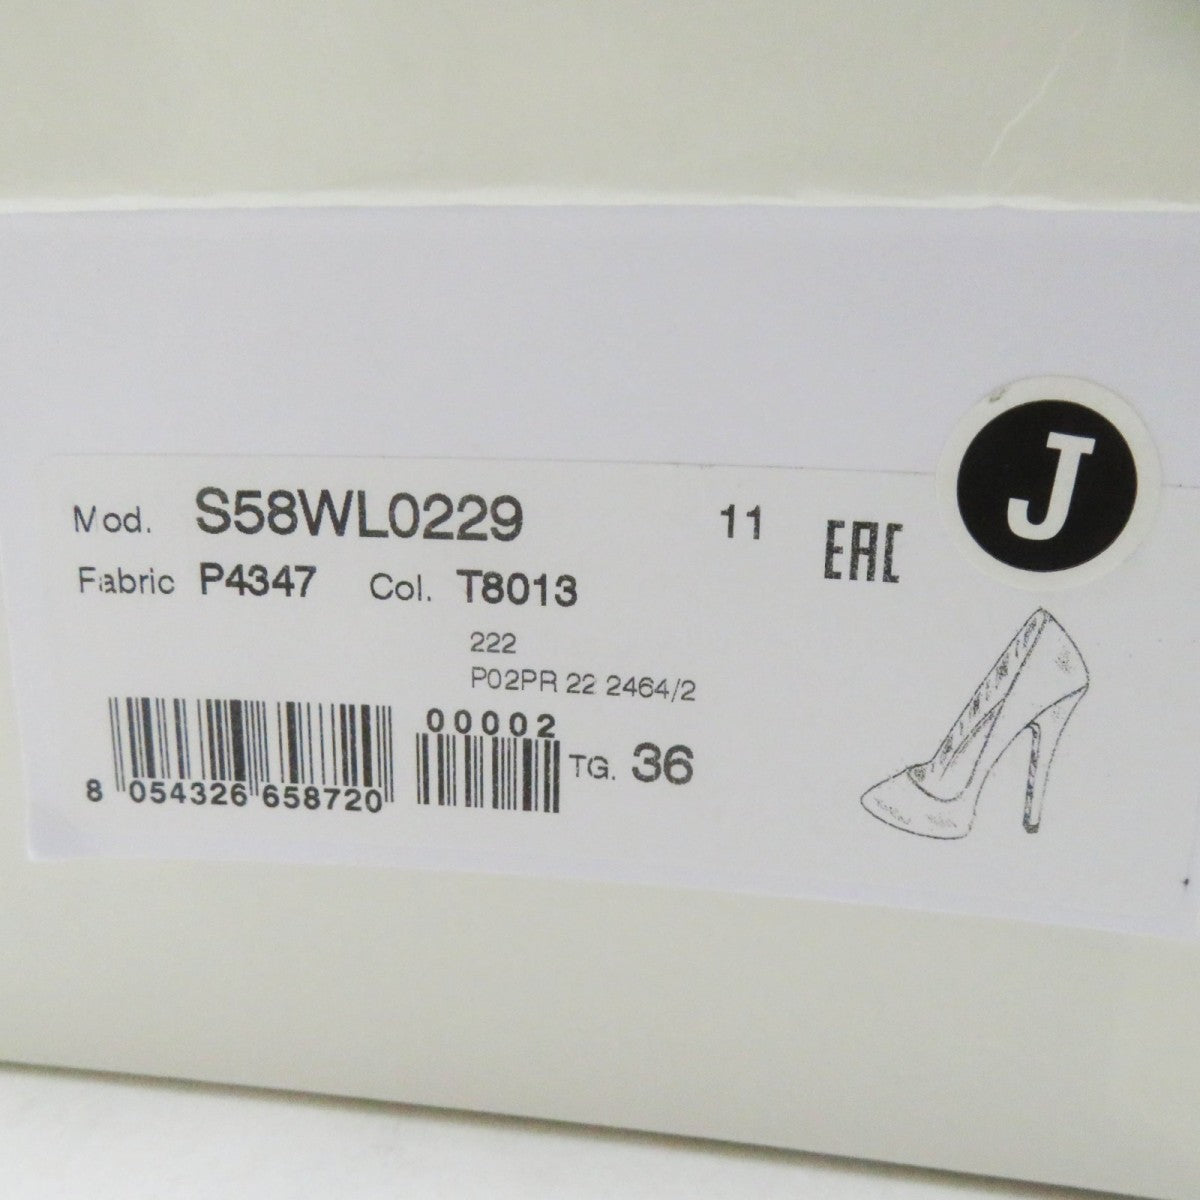 J
Mod. S58WL0229 11 EAC
Fabric P4347 Col. T8013
222
P02PR 22 2464/2
00002
TG. 36
8 054326 658720